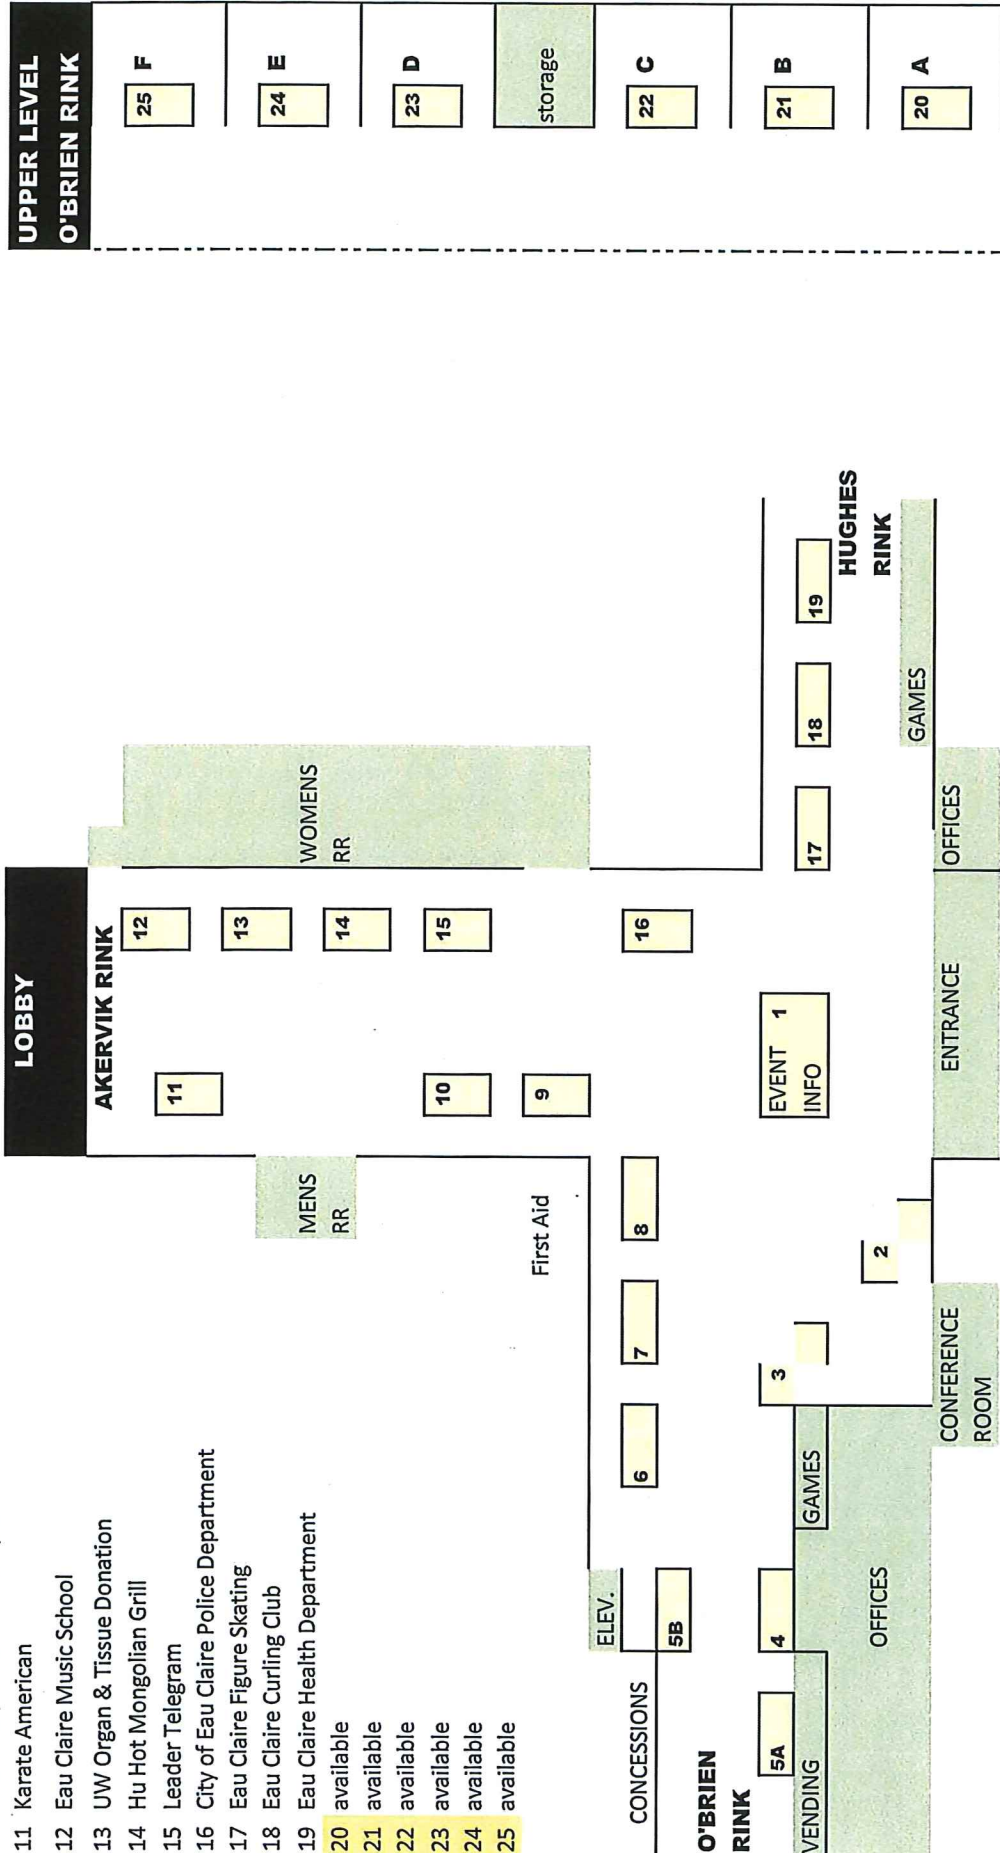 11 Karate American
12 Eau Claire Music School
13 UW Organ & Tissue Donation
14 Hu Hot Mongolian Grill
15 Leader Telegram
16 City of Eau Claire Police Department
17 Eau Claire Figure Skating
18 Eau Claire Curling Club
19 Eau Claire Health Department
20 available
21 available
22 available
23 available
24 available
25 available
LOBBY
AKERVIK RINK
11
12
13
14
15
10
9
16
MENS
RR
WOMENS
RR
First Aid
ELEV.
CONCESSIONS
5B
6
7
8
O'BRIEN
RINK
5A
4
3
2
EVENT 1
INFO
17
18
19
HUGHES
RINK
VENDING
GAMES
GAMES
OFFICES
CONFERENCE
ROOM
ENTRANCE
OFFICES
UPPER LEVEL
O'BRIEN RINK
25 F
24 E
23 D
storage
22 C
21 B
20 A